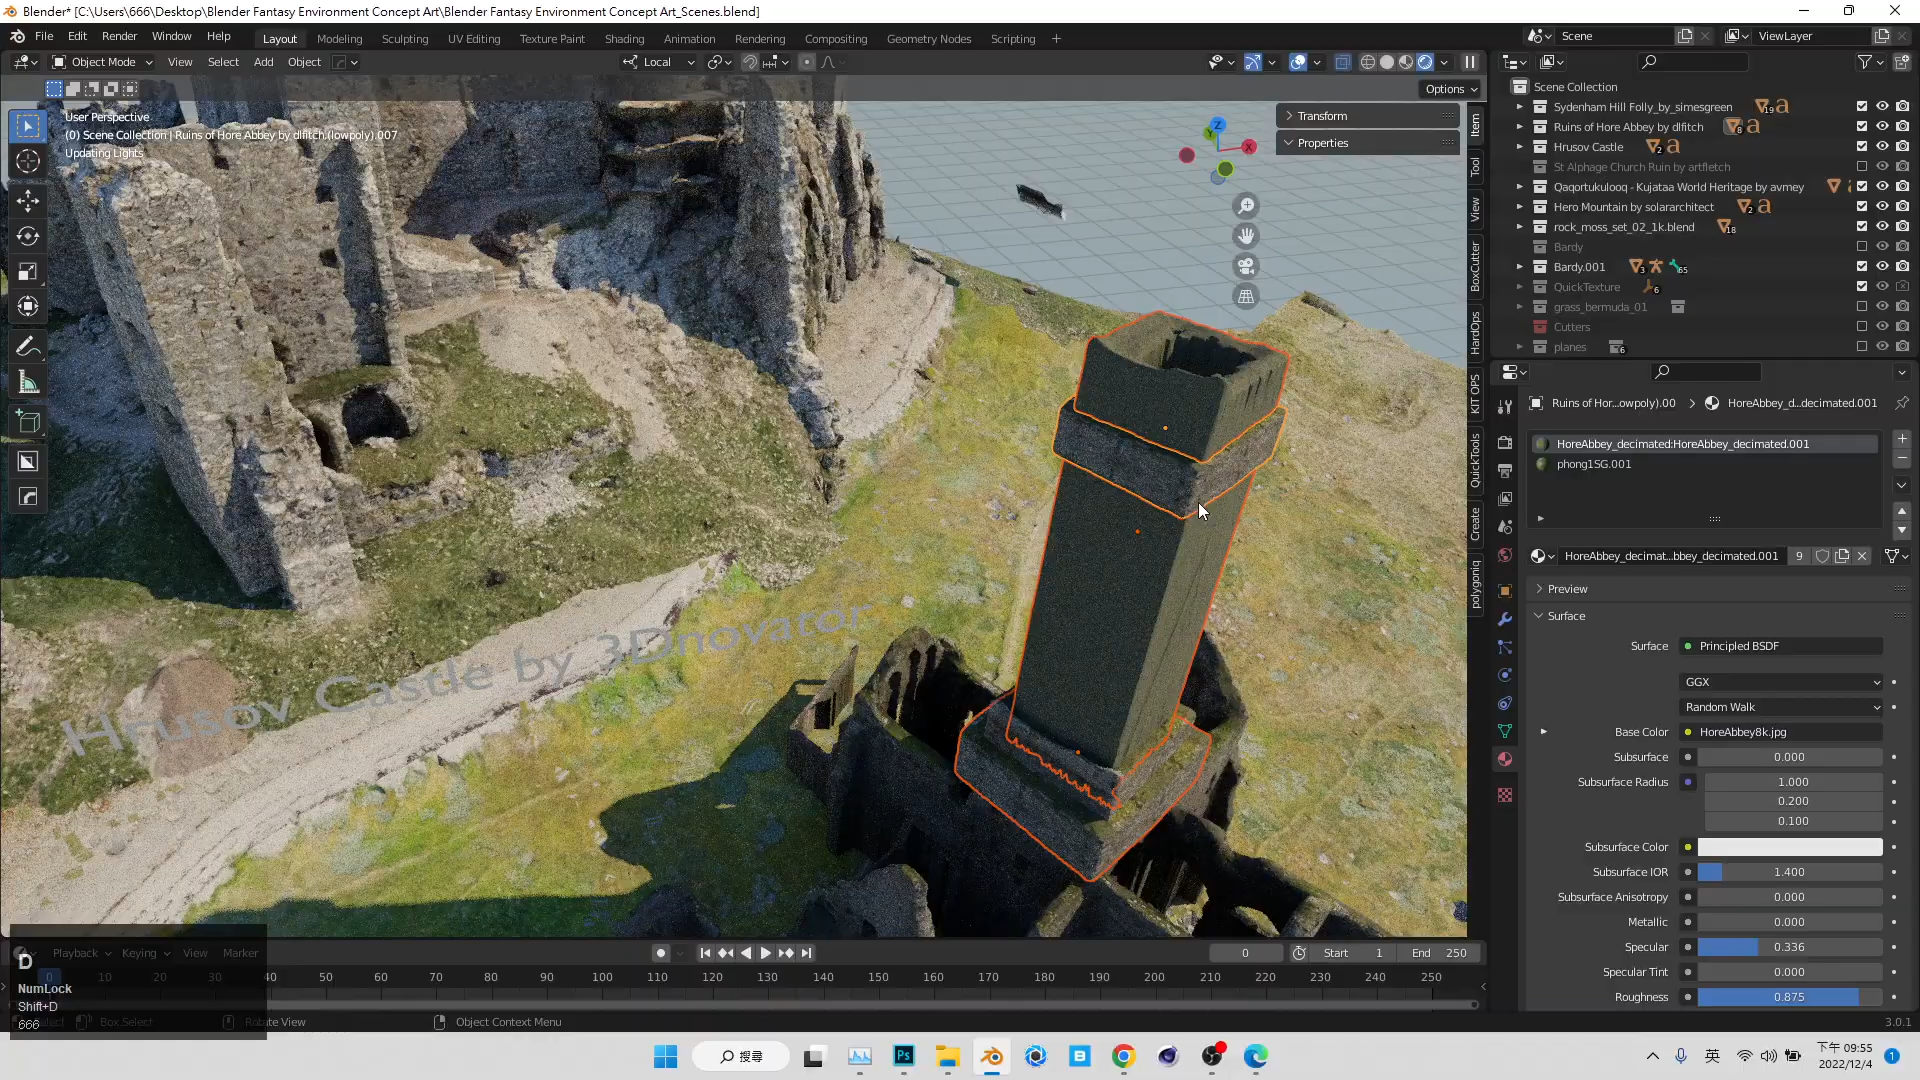 Blender* [C:\Users\666\Desktop\Blender Fantasy Environment Concept Art\Blender Fantasy Environment Concept Art_Scenes.blend]
File Edit Render Window Help
Layout Modeling Sculpting UV Editing Texture Paint Shading Animation Rendering Compositing Geometry Nodes Scripting +
Scene
ViewLayer
Object Mode View Select Add Object
Local
Options
User Perspective
(0) Scene Collection | Ruins of Hore Abbey by dlfitch.(lowpoly).007
Updating Lights
Transform
Properties
Z
Y
X
Item
Tool
View
BoxCutter
HardOps
KIT OPS
QuickTools
Create
polygoniq
Hrusov Castle by 3Dnovator
Scene Collection
Sydenham Hill Folly_by_simesgreen 19
Ruins of Hore Abbey by dlfitch 8
Hrusov Castle 2
St Alphage Church Ruin by artfletch
Qaqortukulooq - Kujataa World Heritage by avmey
Hero Mountain by solararchitect 2
rock_moss_set_02_1k.blend 18
Bardy
Bardy.001 3 65
QuickTexture 6
grass_bermuda_01
Cutters
planes 6
Ruins of Hor...owpoly).00 HoreAbbey_d...decimated.001
HoreAbbey_decimated:HoreAbbey_decimated.001
phong1SG.001
HoreAbbey_decimat...bbey_decimated.001 9
Preview
Surface
Surface Principled BSDF
GGX
Random Walk
Base Color HoreAbbey8k.jpg
Subsurface 0.000
Subsurface Radius 1.000
0.200
0.100
Subsurface Color
Subsurface IOR 1.400
Subsurface Anisotropy 0.000
Metallic 0.000
Specular 0.336
Specular Tint 0.000
Roughness 0.875
Playback Keying View Marker
0 Start 1 End 250
0 10 20 30 40 50 60 70 80 90 100 110 120 130 140 150 160 170 180 190 200 210 220 230 240 250
D
NumLock
Shift+D
666
Box Select Rotate View Object Context Menu
3.0.1
搜尋
Ps
B
英
下午 09:55
2022/12/4
1